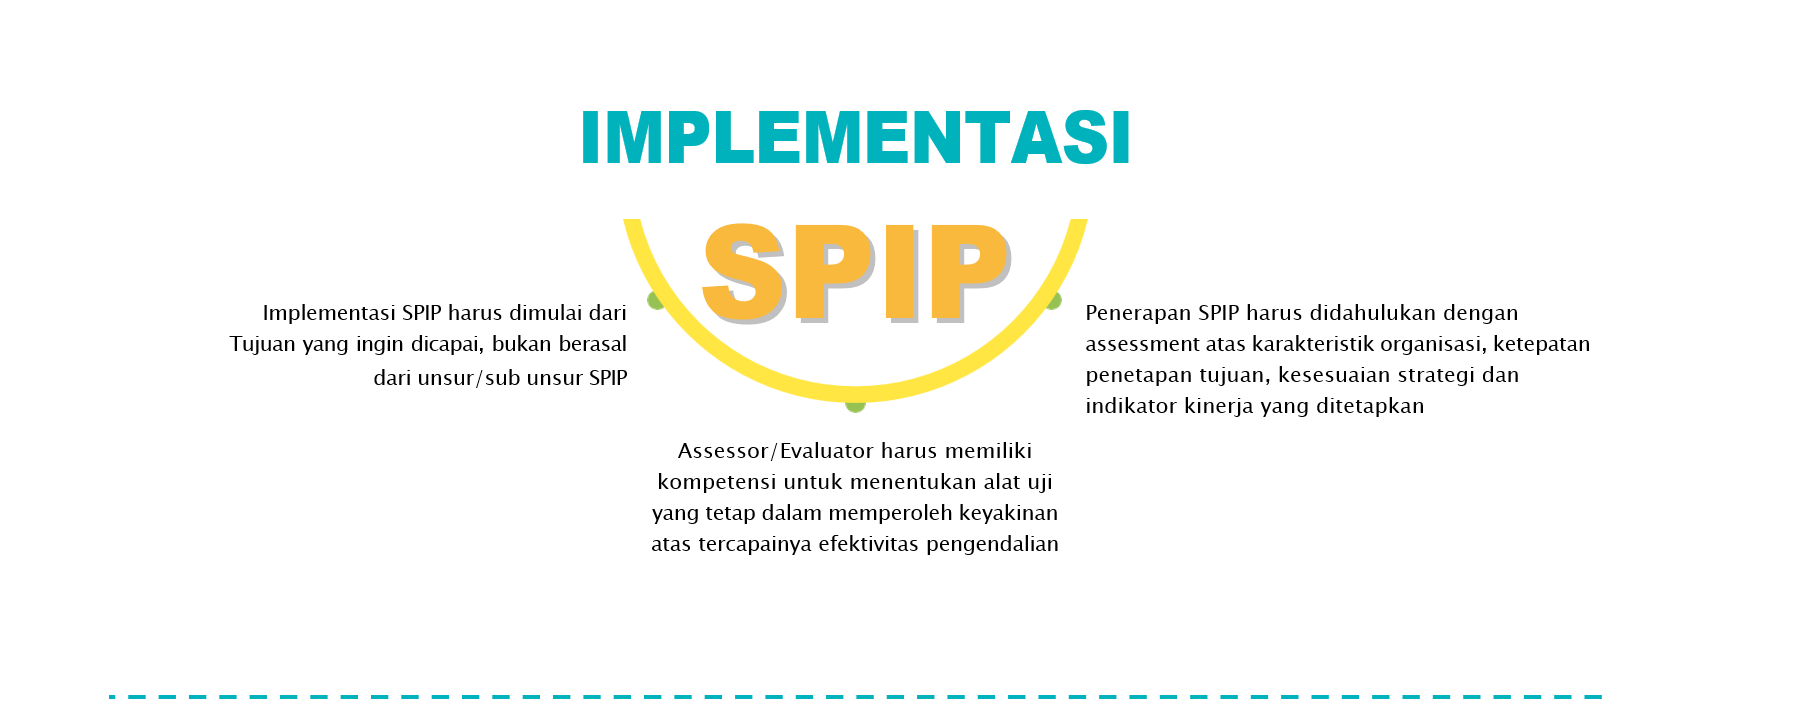 IMPLEMENTASI
SPIP
Implementasi SPIP harus dimulai dari
Tujuan yang ingin dicapai, bukan berasal
dari unsur/sub unsur SPIP
Assessor/Evaluator harus memiliki
kompetensi untuk menentukan alat uji
yang tetap dalam memperoleh keyakinan
atas tercapainya efektivitas pengendalian
Penerapan SPIP harus didahulukan dengan
assessment atas karakteristik organisasi, ketepatan
penetapan tujuan, kesesuaian strategi dan
indikator kinerja yang ditetapkan